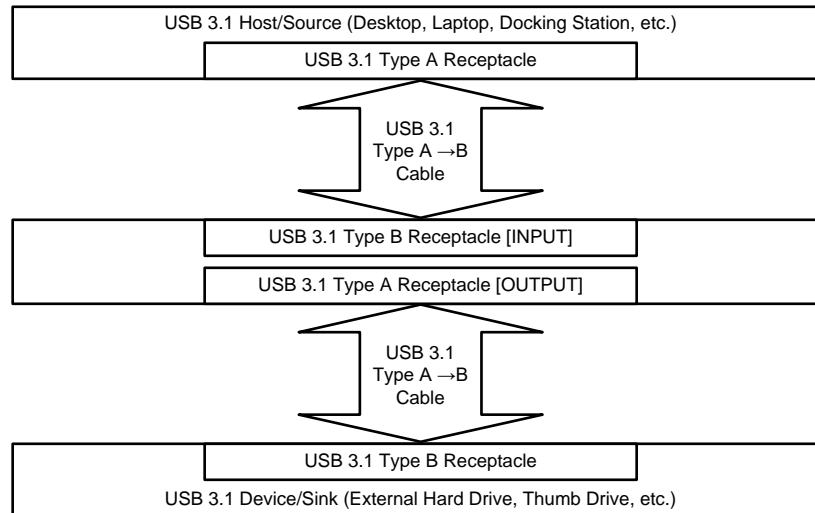 USB 3.1 Host/Source (Desktop, Laptop, Docking Station, etc.)
USB 3.1 Type A Receptacle
USB 3.1
Type A →B
Cable
USB 3.1 Type B Receptacle [INPUT]
USB 3.1 Type A Receptacle [OUTPUT]
USB 3.1
Type A →B
Cable
USB 3.1 Type B Receptacle
USB 3.1 Device/Sink (External Hard Drive, Thumb Drive, etc.)